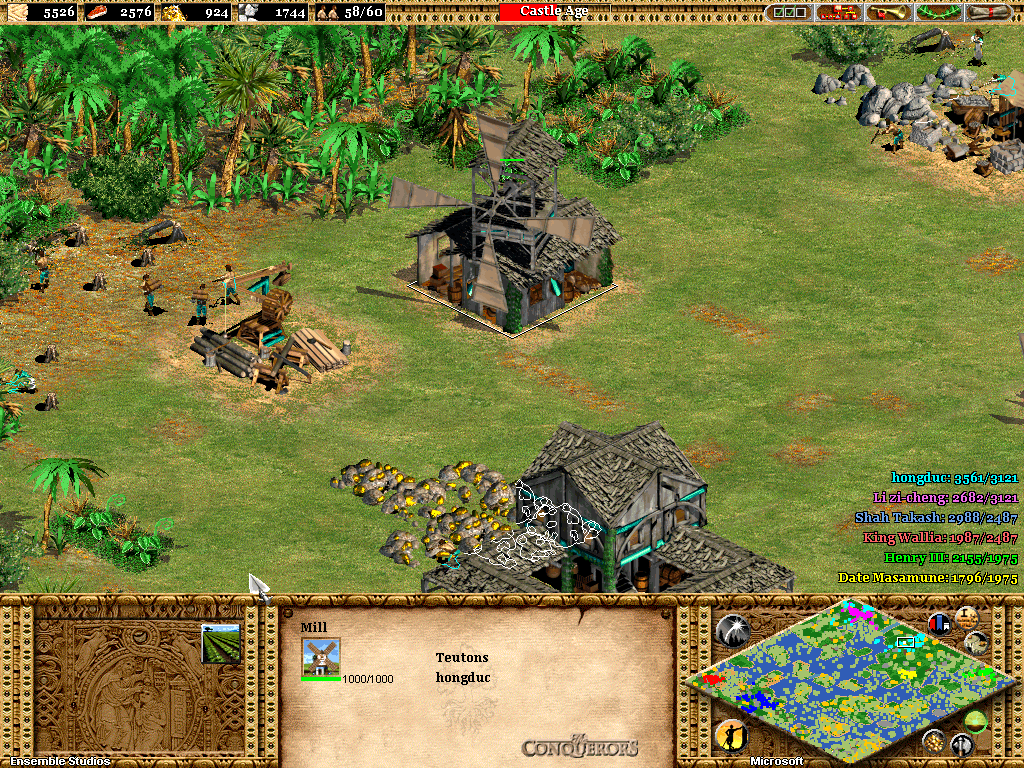 5526 2576 924 1744 58/60 Castle Age
hongduc: 3561/3121
Li zi-cheng: 2682/3121
Shah Takash: 2988/2487
King Wallia: 1987/2487
Henry III: 2155/1975
Date Masamune: 1796/1975
Mill
1000/1000
Teutons
hongduc
The Conquerors
Ensemble Studios
Microsoft